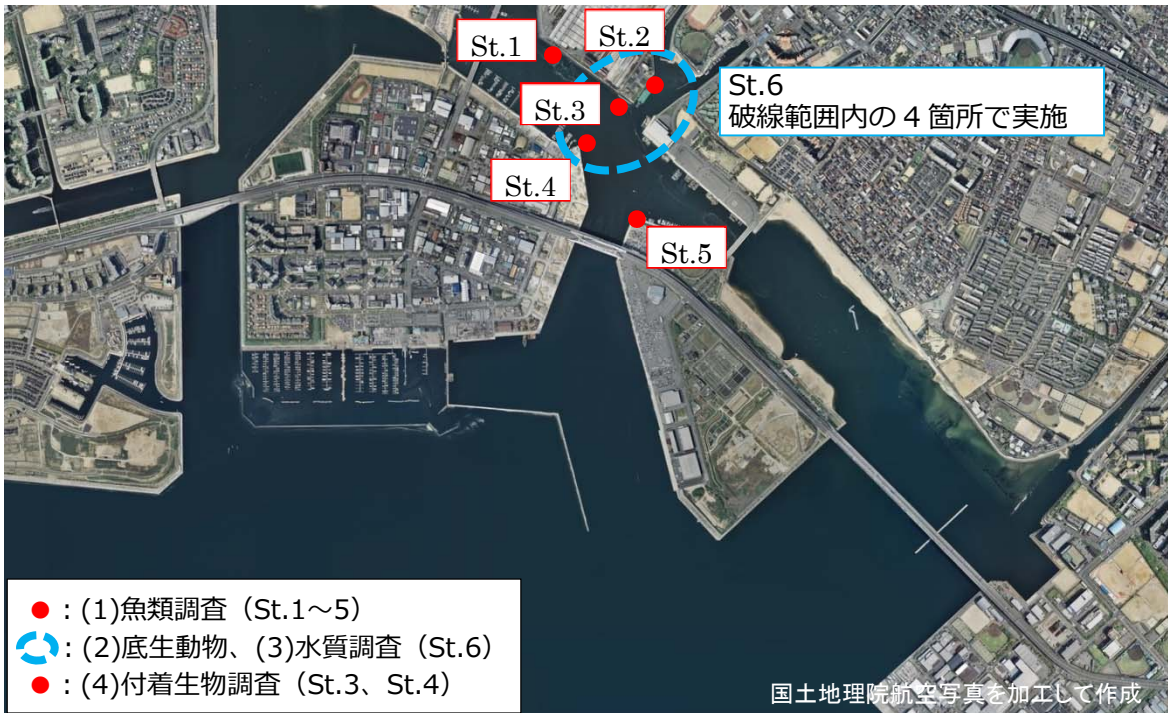 St.1
St.2
St.3
St.4
St.5
St.6
破線範囲内の 4 箇所で実施
● : (1)魚類調査（St.1～5）
: (2)底生動物、(3)水質調査（St.6）
● : (4)付着生物調査（St.3、St.4）
国土地理院航空写真を加工して作成